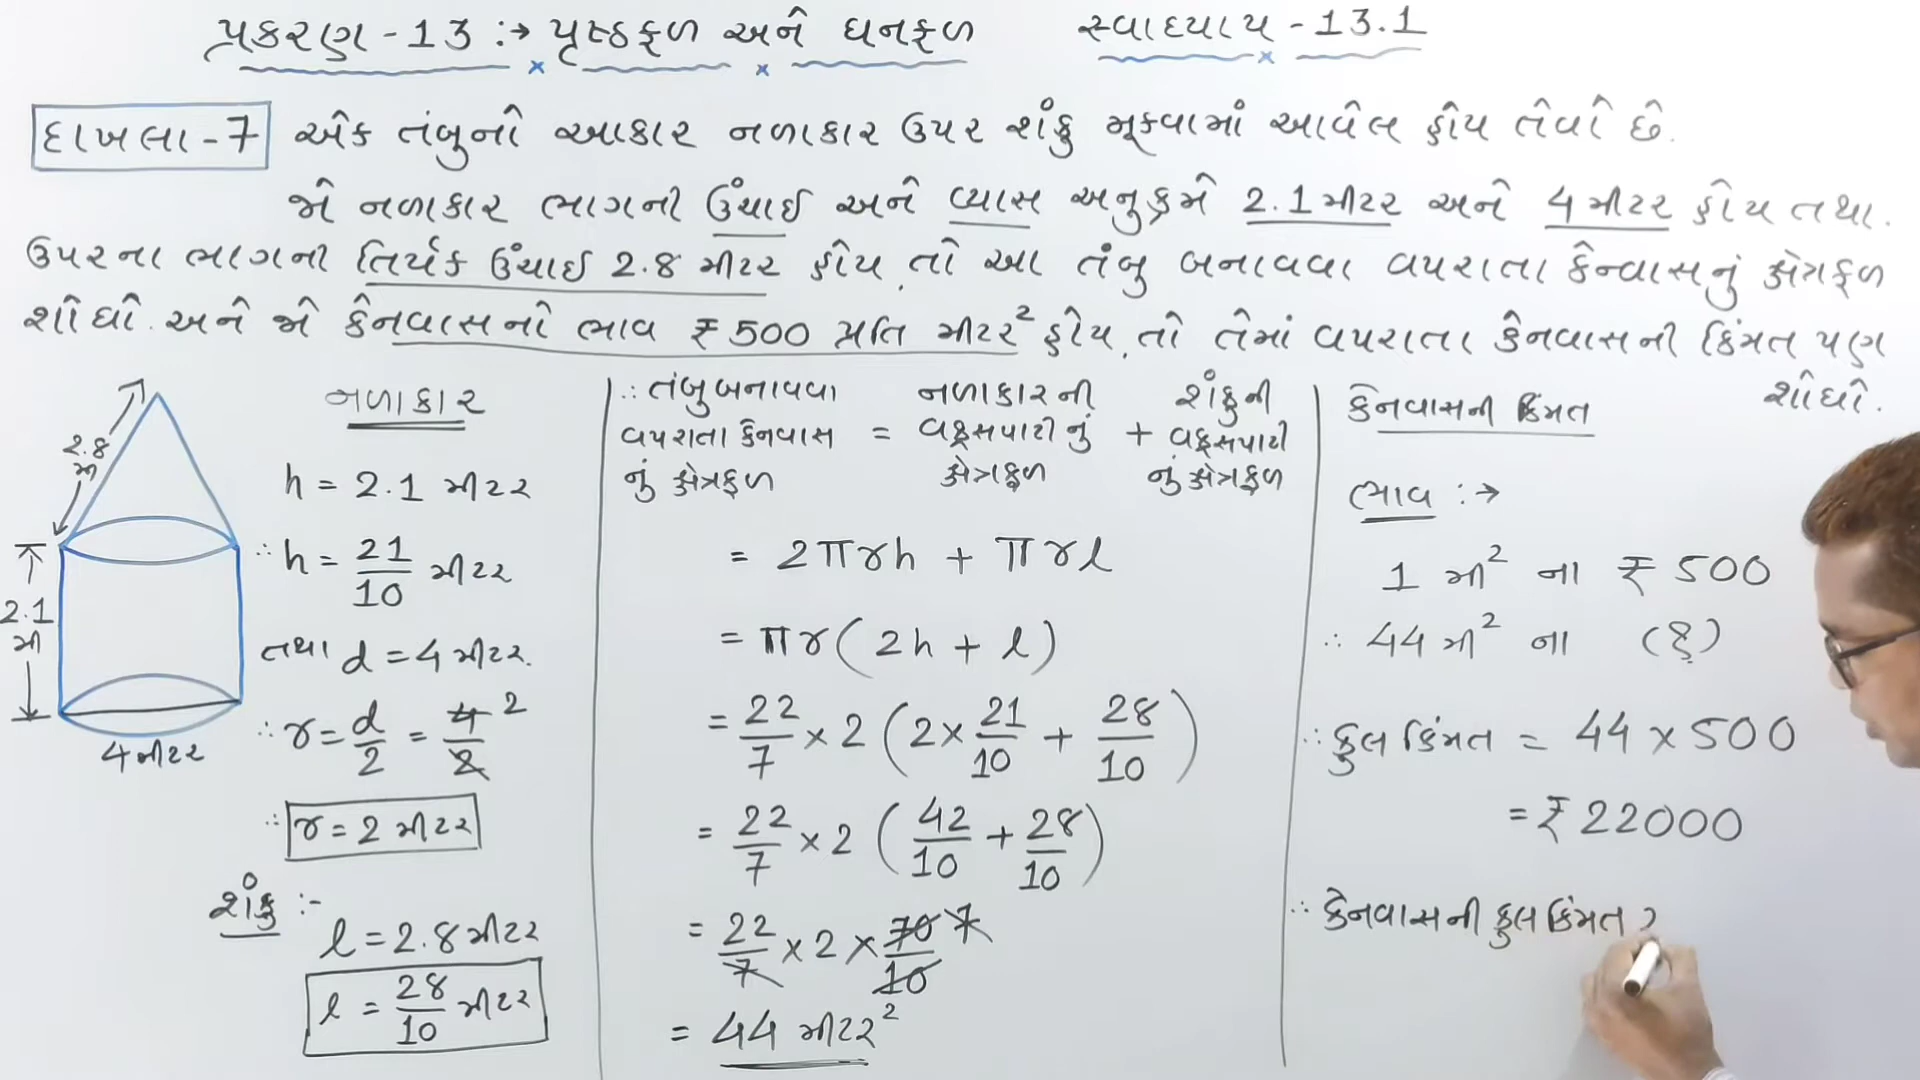 પ્રકરણ - 13 :→ પૃષ્ઠફળ અને ઘનફળ   સ્વાધ્યાય - 13.1
દાખલા - 7  એક તંબુનો આકાર નળાકાર ઉપર શંકુ મૂકવામાં આવેલ હોય તેવો છે.
જો નળાકાર ભાગની ઉંચાઇ અને વ્યાસ અનુક્રમે 2.1 મીટર અને 4 મીટર હોય તથા.
ઉપરના ભાગની તિર્યક ઉંચાઇ 2.8 મીટર હોય, તો આ તંબુ બનાવવા વપરાતા કેન્વાસનું ક્ષેત્રફળ
શોધો. અને જો કેનવાસનો ભાવ ₹ 500 પ્રતિ મીટર² હોય, તો તેમાં વપરાતા કેનવાસની કિંમત પણ
શોધો.
2.8 મી
2.1 મી
4 મીટર
નળાકાર
h = 2.1 મીટર
∴ h = 21/10 મીટર
તથા d = 4 મીટર.
∴ r = d/2 = 4/2 2
∴ r = 2 મીટર
શંકુ :-
l = 2.8 મીટર
l = 28/10 મીટર
∴ તંબુ બનાવવા   નળાકારની   શંકુની
વપરાતા કેનવાસ = વક્રસપાટીનું + વક્રસપાટી
નું ક્ષેત્રફળ   ક્ષેત્રફળ   નું ક્ષેત્રફળ
= 2πrh + πrl
= πr(2h + l)
= 22/7 × 2 (2 × 21/10 + 28/10)
= 22/7 × 2 (42/10 + 28/10)
= 22/7 × 2 × 70/10 7
= 44 મીટર²
કેનવાસની કિંમત
ભાવ :→
1 મી² ના ₹ 500
∴ 44 મી² ના (?)
∴ કુલ કિંમત = 44 × 500
= ₹ 22000
∴ કેનવાસની કુલ કિંમત